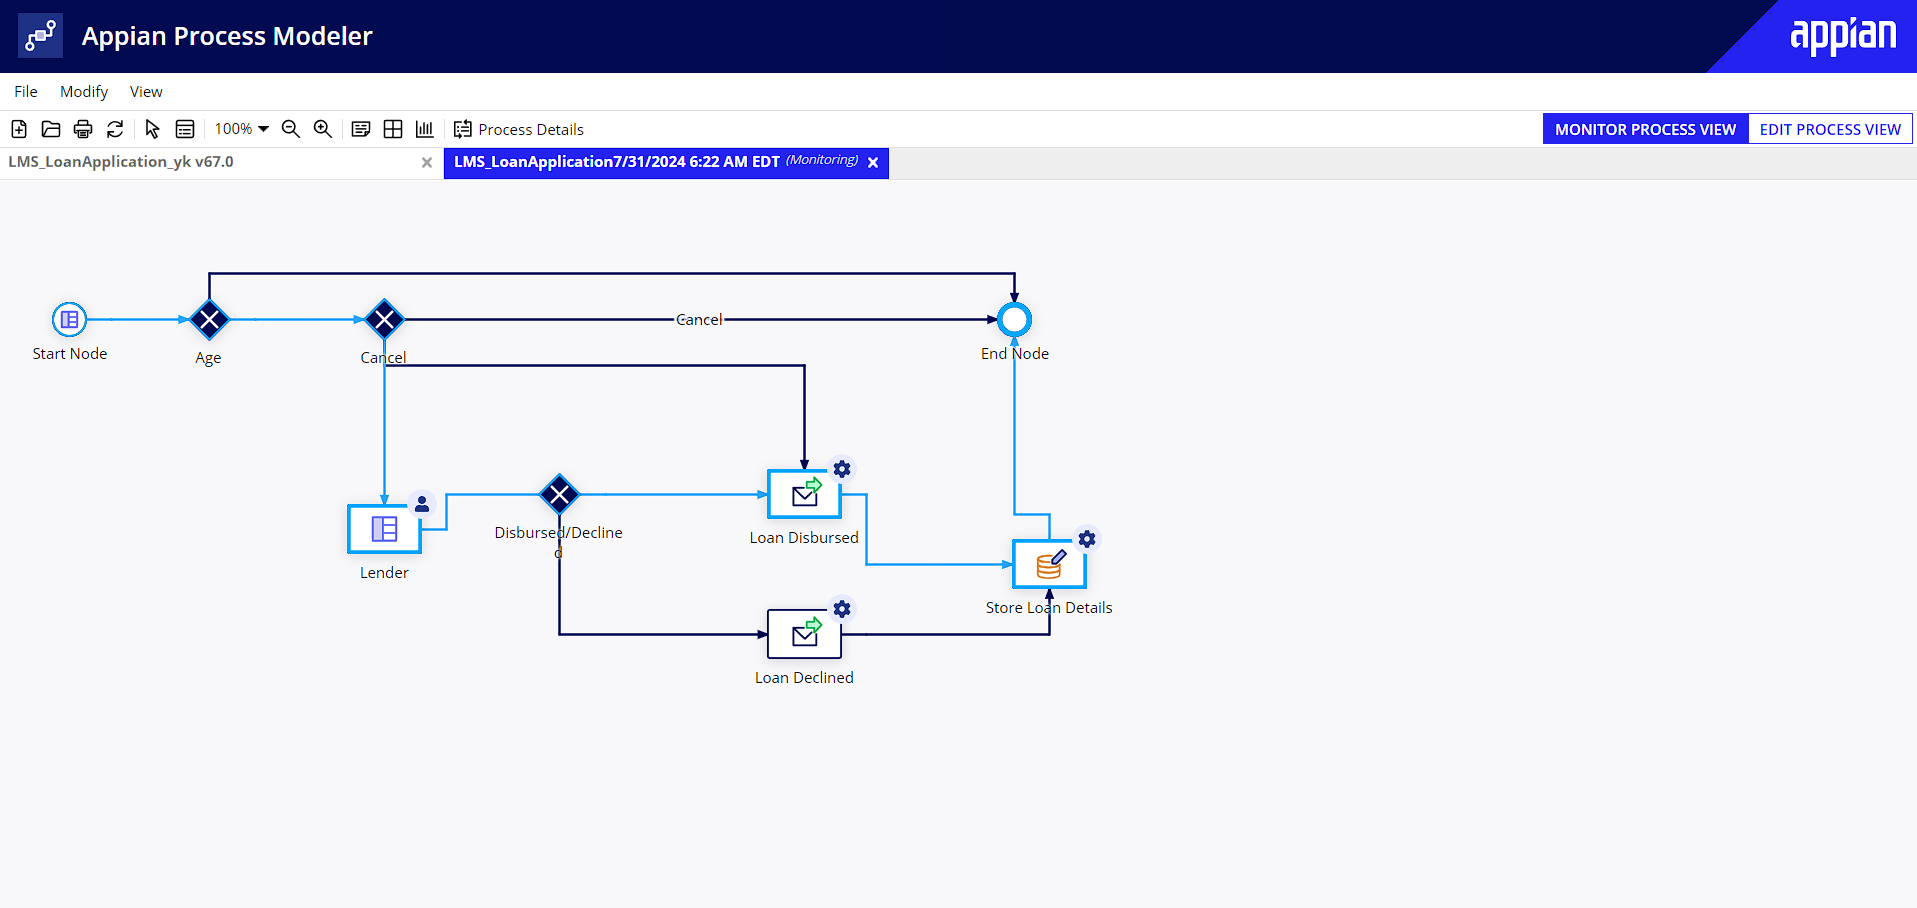 Appian Process Modeler
appian
File Modify View
100% Process Details
MONITOR PROCESS VIEW EDIT PROCESS VIEW
LMS_LoanApplication_yk v67.0
LMS_LoanApplication7/31/2024 6:22 AM EDT (Monitoring)
Cancel
Start Node
Age
Cancel
End Node
Disbursed/Decline
d
Loan Disbursed
Lender
Store Loan Details
Loan Declined